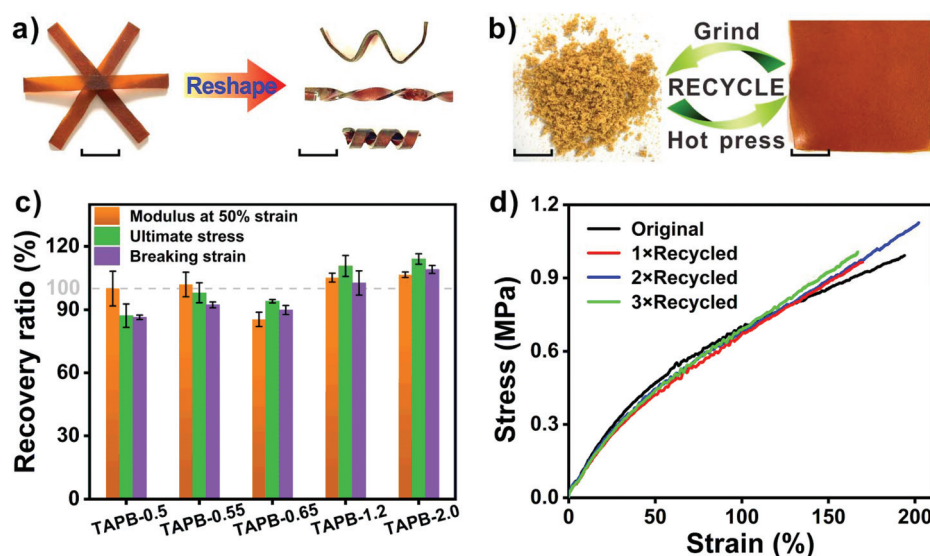 a)
Reshape
b)
Grind
RECYCLE
Hot press
c)
Modulus at 50% strain
Ultimate stress
Breaking strain
Recovery ratio (%)
120
100
90
60
30
0
TAPB-0.5
TAPB-0.55
TAPB-0.65
TAPB-1.2
TAPB-2.0
d)
Original
1×Recycled
2×Recycled
3×Recycled
Stress (MPa)
1.2
0.9
0.6
0.3
0.0
0
50
100
150
200
Strain (%)